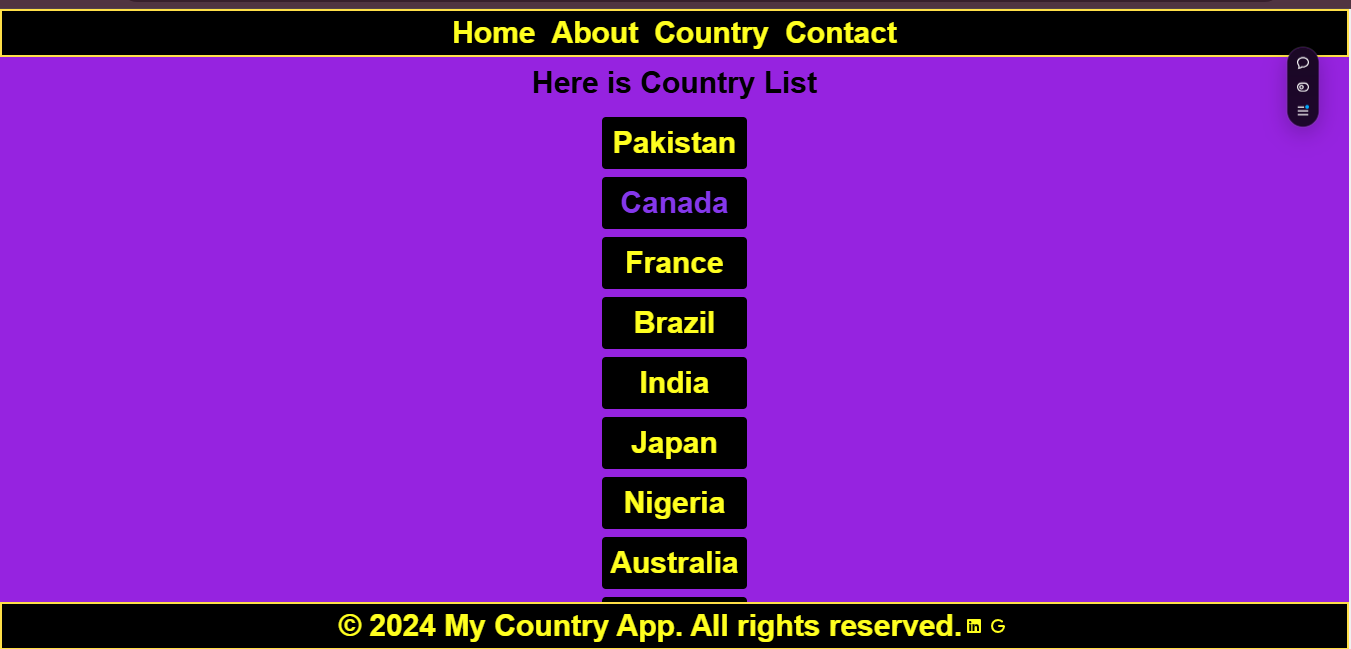 Home About Country Contact
Here is Country List
Pakistan
Canada
France
Brazil
India
Japan
Nigeria
Australia
© 2024 My Country App. All rights reserved.